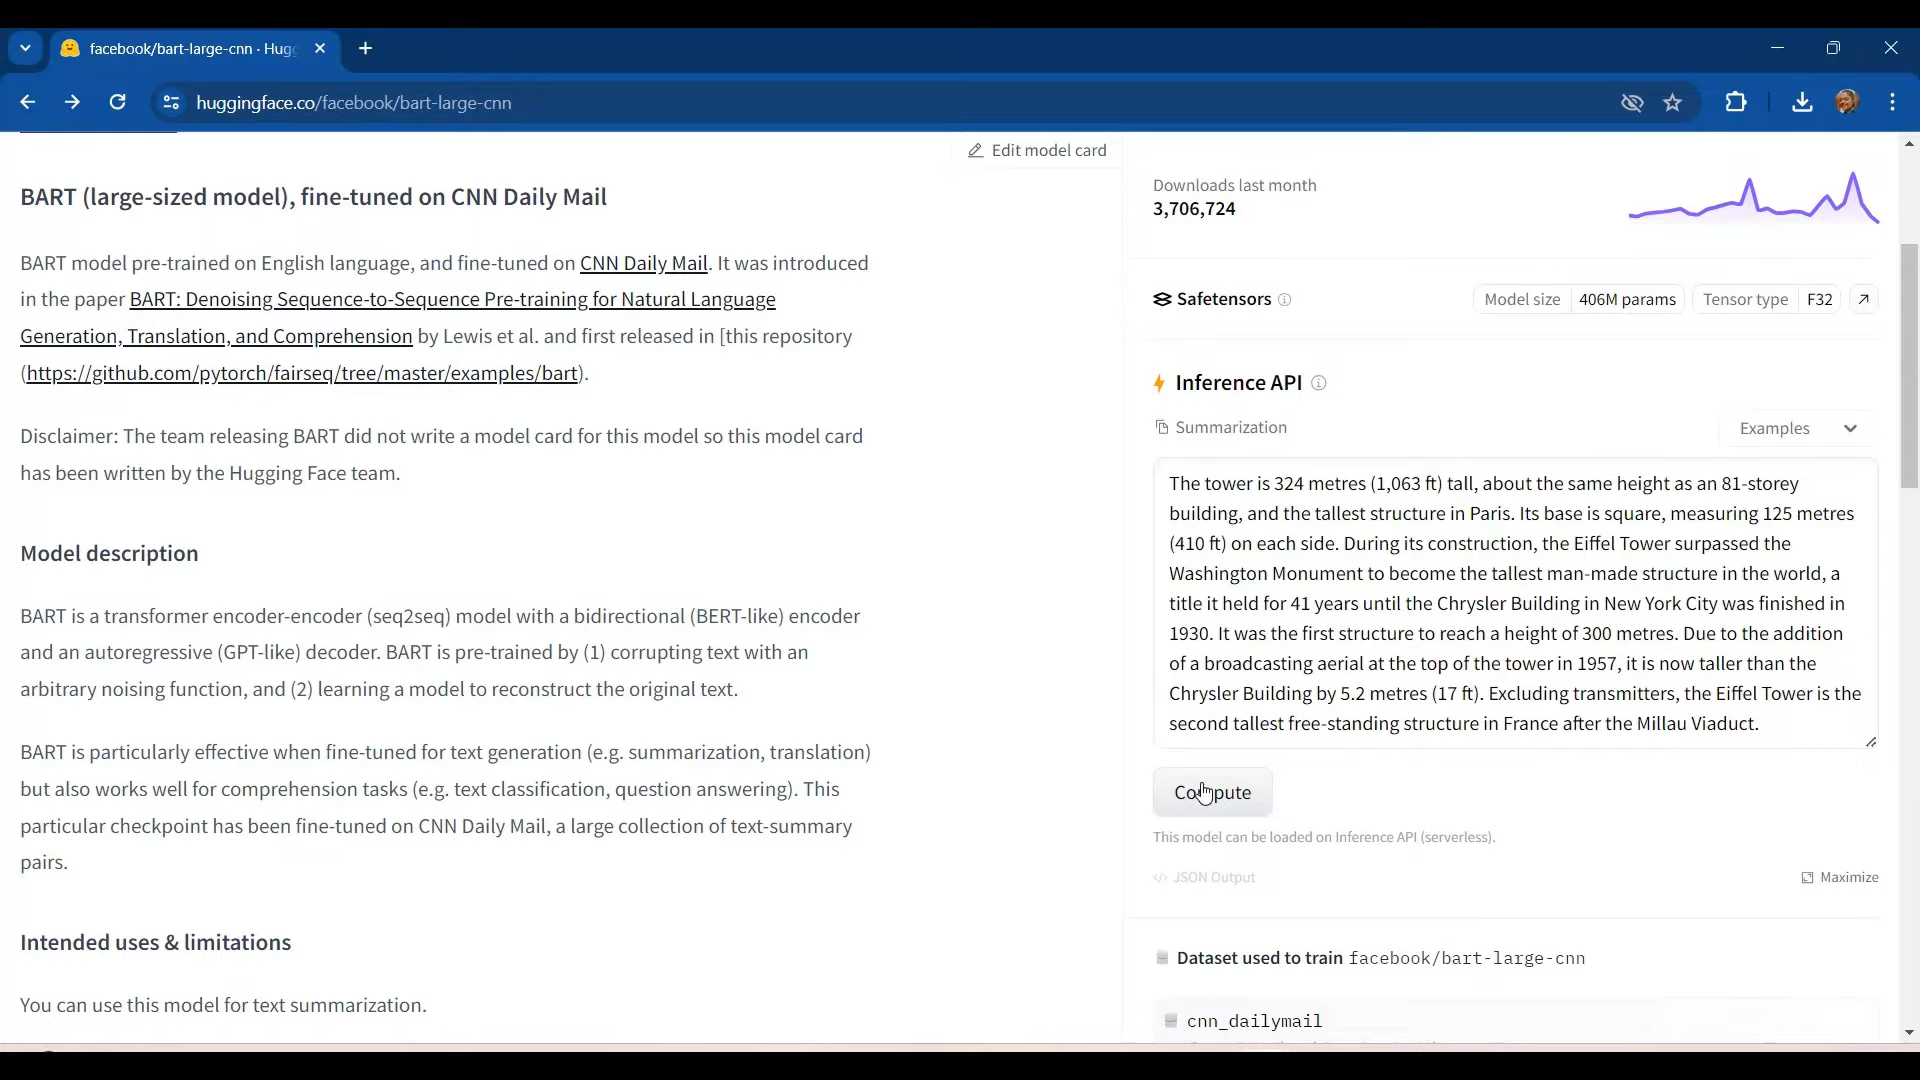 facebook/bart-large-cnn · Hugg
huggingface.co/facebook/bart-large-cnn
Edit model card
BART (large-sized model), fine-tuned on CNN Daily Mail
BART model pre-trained on English language, and fine-tuned on CNN Daily Mail. It was introduced
in the paper BART: Denoising Sequence-to-Sequence Pre-training for Natural Language
Generation, Translation, and Comprehension by Lewis et al. and first released in [this repository
(https://github.com/pytorch/fairseq/tree/master/examples/bart).
Disclaimer: The team releasing BART did not write a model card for this model so this model card
has been written by the Hugging Face team.
Model description
BART is a transformer encoder-encoder (seq2seq) model with a bidirectional (BERT-like) encoder
and an autoregressive (GPT-like) decoder. BART is pre-trained by (1) corrupting text with an
arbitrary noising function, and (2) learning a model to reconstruct the original text.
BART is particularly effective when fine-tuned for text generation (e.g. summarization, translation)
but also works well for comprehension tasks (e.g. text classification, question answering). This
particular checkpoint has been fine-tuned on CNN Daily Mail, a large collection of text-summary
pairs.
Intended uses & limitations
You can use this model for text summarization.
Downloads last month
3,706,724
Safetensors
Model size 406M params Tensor type F32
Inference API
Summarization
Examples
The tower is 324 metres (1,063 ft) tall, about the same height as an 81-storey
building, and the tallest structure in Paris. Its base is square, measuring 125 metres
(410 ft) on each side. During its construction, the Eiffel Tower surpassed the
Washington Monument to become the tallest man-made structure in the world, a
title it held for 41 years until the Chrysler Building in New York City was finished in
1930. It was the first structure to reach a height of 300 metres. Due to the addition
of a broadcasting aerial at the top of the tower in 1957, it is now taller than the
Chrysler Building by 5.2 metres (17 ft). Excluding transmitters, the Eiffel Tower is the
second tallest free-standing structure in France after the Millau Viaduct.
Compute
This model can be loaded on Inference API (serverless).
</> JSON Output
Maximize
Dataset used to train facebook/bart-large-cnn
cnn_dailymail